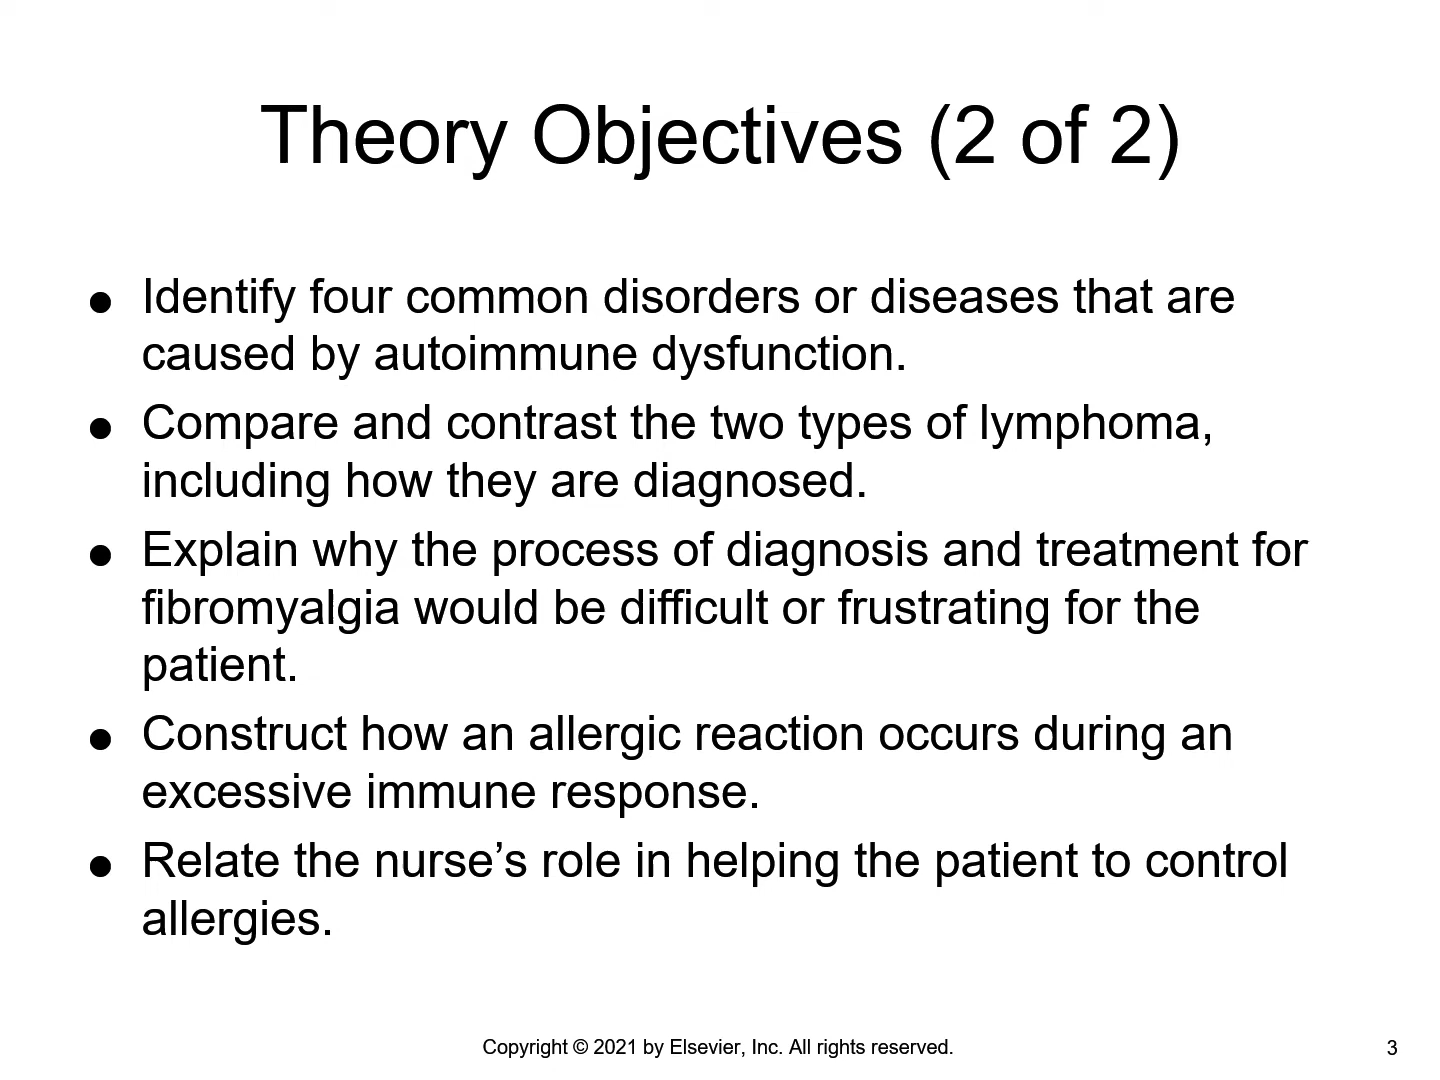 Theory Objectives (2 of 2)
● Identify four common disorders or diseases that are
caused by autoimmune dysfunction.
● Compare and contrast the two types of lymphoma,
including how they are diagnosed.
● Explain why the process of diagnosis and treatment for
fibromyalgia would be difficult or frustrating for the
patient.
● Construct how an allergic reaction occurs during an
excessive immune response.
● Relate the nurse’s role in helping the patient to control
allergies.
Copyright © 2021 by Elsevier, Inc. All rights reserved.
3